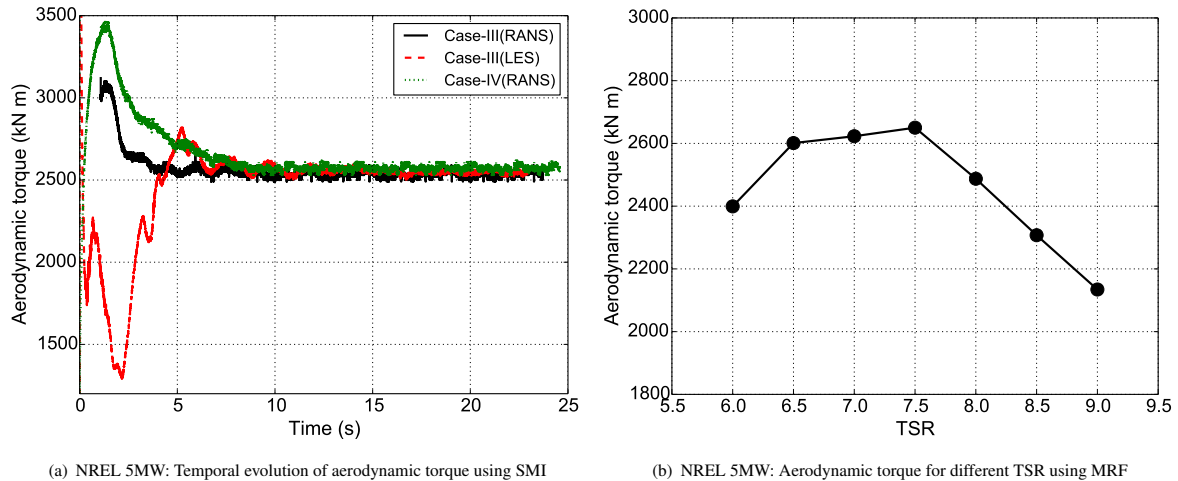 3500
3000
2500
2000
1500
Aerodynamic torque (kN m)
Case-III(RANS)
Case-III(LES)
Case-IV(RANS)
0 5 10 15 20 25
Time (s)
(a) NREL 5MW: Temporal evolution of aerodynamic torque using SMI
3000
2800
2600
2400
2200
2000
1800
Aerodynamic torque (kN m)
5.5 6.0 6.5 7.0 7.5 8.0 8.5 9.0 9.5
TSR
(b) NREL 5MW: Aerodynamic torque for different TSR using MRF